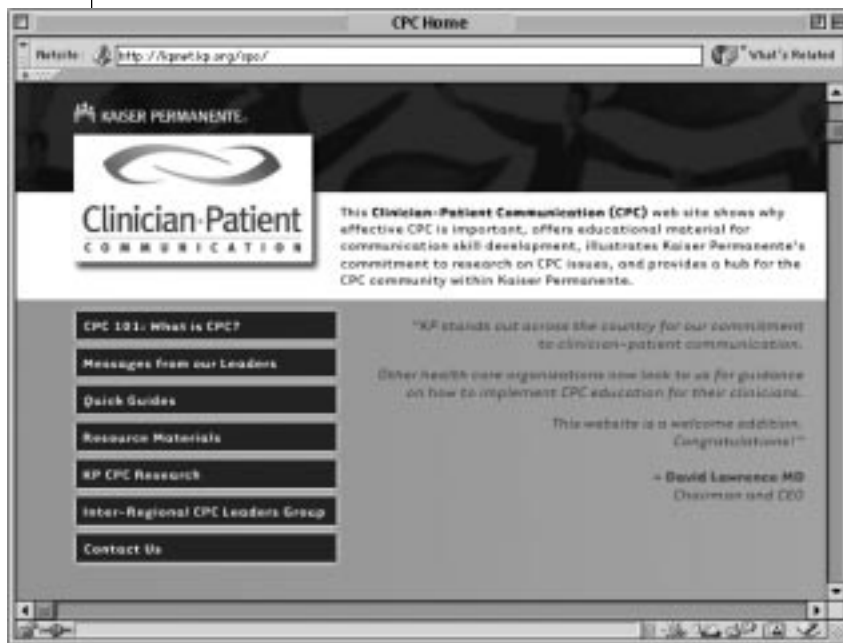 CPC Home
Netsite: http://kpnet.kp.org/cpc/ What's Related
KAISER PERMANENTE.
Clinician-Patient
COMMUNICATION
This Clinician-Patient Communication (CPC) web site shows why
effective CPC is important, offers educational material for
communication skill development, illustrates Kaiser Permanente's
commitment to research on CPC issues, and provides a hub for the
CPC community within Kaiser Permanente.
CPC 101: What is CPC?
Messages from our Leaders
Quick Guides
Resource Materials
KP CPC Research
Inter-Regional CPC Leaders Group
Contact Us
"KP stands out across the country for our commitment
to clinician-patient communication.
Other health care organizations now look to us for guidance
on how to implement CPC education for their clinicians.
This website is a welcome addition.
Congratulations!"
- David Lawrence MD
Chairman and CEO